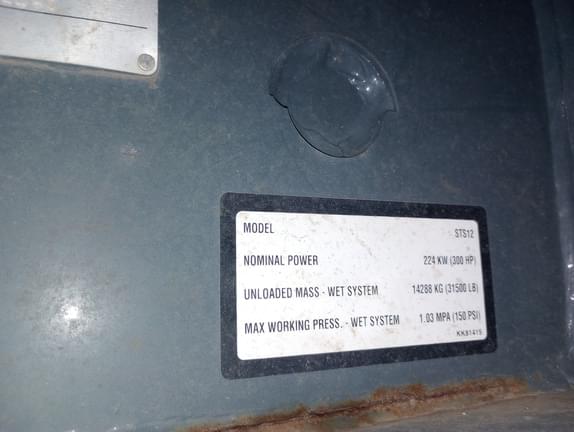 MODEL STS12
NOMINAL POWER 224 KW (300 HP)
UNLOADED MASS - WET SYSTEM 14288 KG (31500 LB)
MAX WORKING PRESS. - WET SYSTEM 1.03 MPA (150 PSI)
KK81415